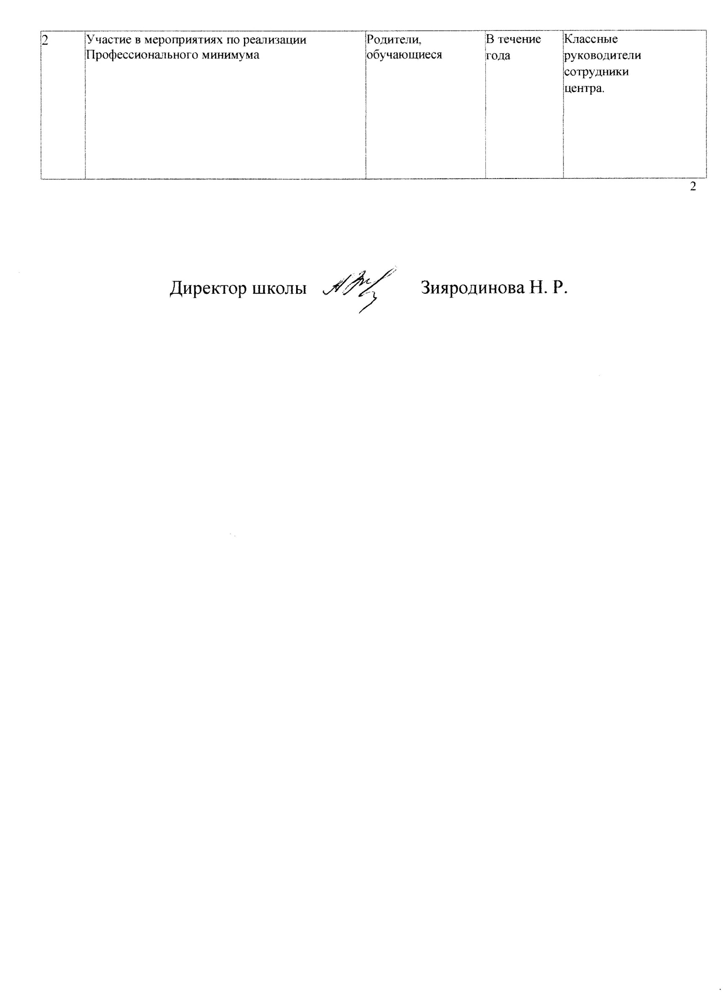 2
Участие в мероприятиях по реализации
Профессионального минимума
Родители,
обучающиеся
В течение
года
Классные
руководители
сотрудники
центра.
2
Директор школы
Зияродинова Н. Р.